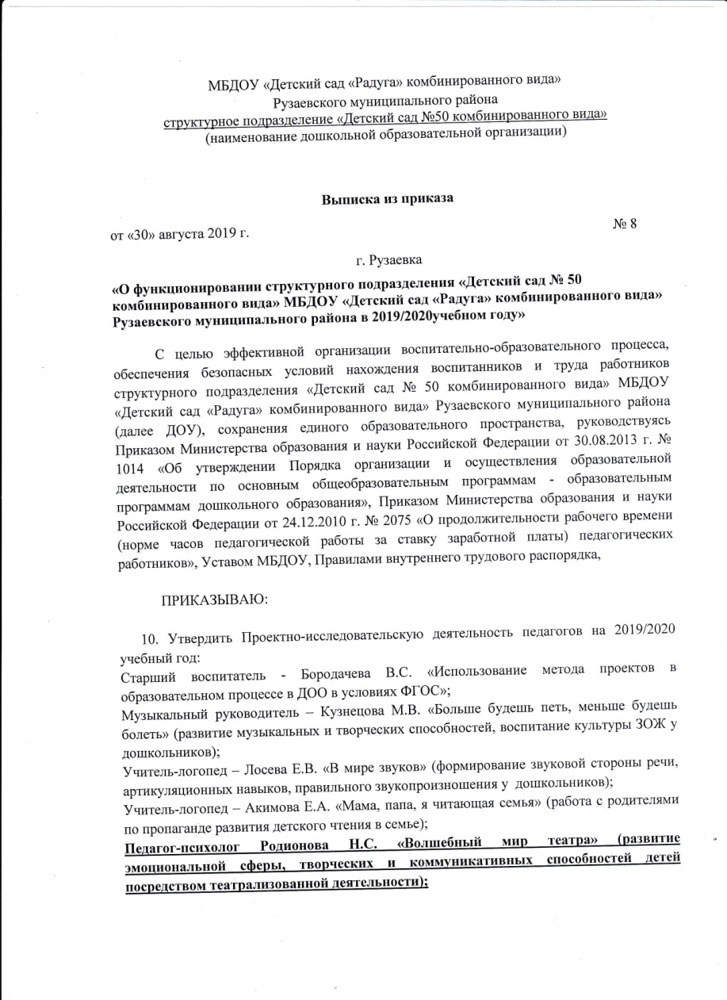 МБДОУ «Детский сад «Радуга» комбинированного вида»
Рузаевского муниципального района
структурное подразделение «Детский сад №50 комбинированного вида»
(наименование дошкольной образовательной организации)
Выписка из приказа
от «30» августа 2019 г.
№ 8
г. Рузаевка
«О функционировании структурного подразделения «Детский сад № 50
комбинированного вида» МБДОУ «Детский сад «Радуга» комбинированного вида»
Рузаевского муниципального района в 2019/2020учебном году»
С целью эффективной организации воспитательно-образовательного процесса,
обеспечения безопасных условий нахождения воспитанников и труда работников
структурного подразделения «Детский сад № 50 комбинированного вида» МБДОУ
«Детский сад «Радуга» комбинированного вида» Рузаевского муниципального района
(далее ДОУ), сохранения единого образовательного пространства, руководствуясь
Приказом Министерства образования и науки Российской Федерации от 30.08.2013 г. №
1014 «Об утверждении Порядка организации и осуществления образовательной
деятельности по основным общеобразовательным программам - образовательным
программам дошкольного образования», Приказом Министерства образования и науки
Российской Федерации от 24.12.2010 г. № 2075 «О продолжительности рабочего времени
(норме часов педагогической работы за ставку заработной платы) педагогических
работников», Уставом МБДОУ, Правилами внутреннего трудового распорядка,
ПРИКАЗЫВАЮ:
10. Утвердить Проектно-исследовательскую деятельность педагогов на 2019/2020
учебный год:
Старший воспитатель - Бородачева В.С. «Использование метода проектов в
образовательном процессе в ДОО в условиях ФГОС»;
Музыкальный руководитель – Кузнецова М.В. «Больше будешь петь, меньше будешь
болеть» (развитие музыкальных и творческих способностей, воспитание культуры ЗОЖ у
дошкольников);
Учитель-логопед – Лосева Е.В. «В мире звуков» (формирование звуковой стороны речи,
артикуляционных навыков, правильного звукопроизношения у дошкольников);
Учитель-логопед – Акимова Е.А. «Мама, папа, я читающая семья» (работа с родителями
по пропаганде развития детского чтения в семье);
Педагог-психолог Родионова Н.С. «Волшебный мир театра» (развитие
эмоциональной сферы, творческих и коммуникативных способностей детей
посредством театрализованной деятельности);